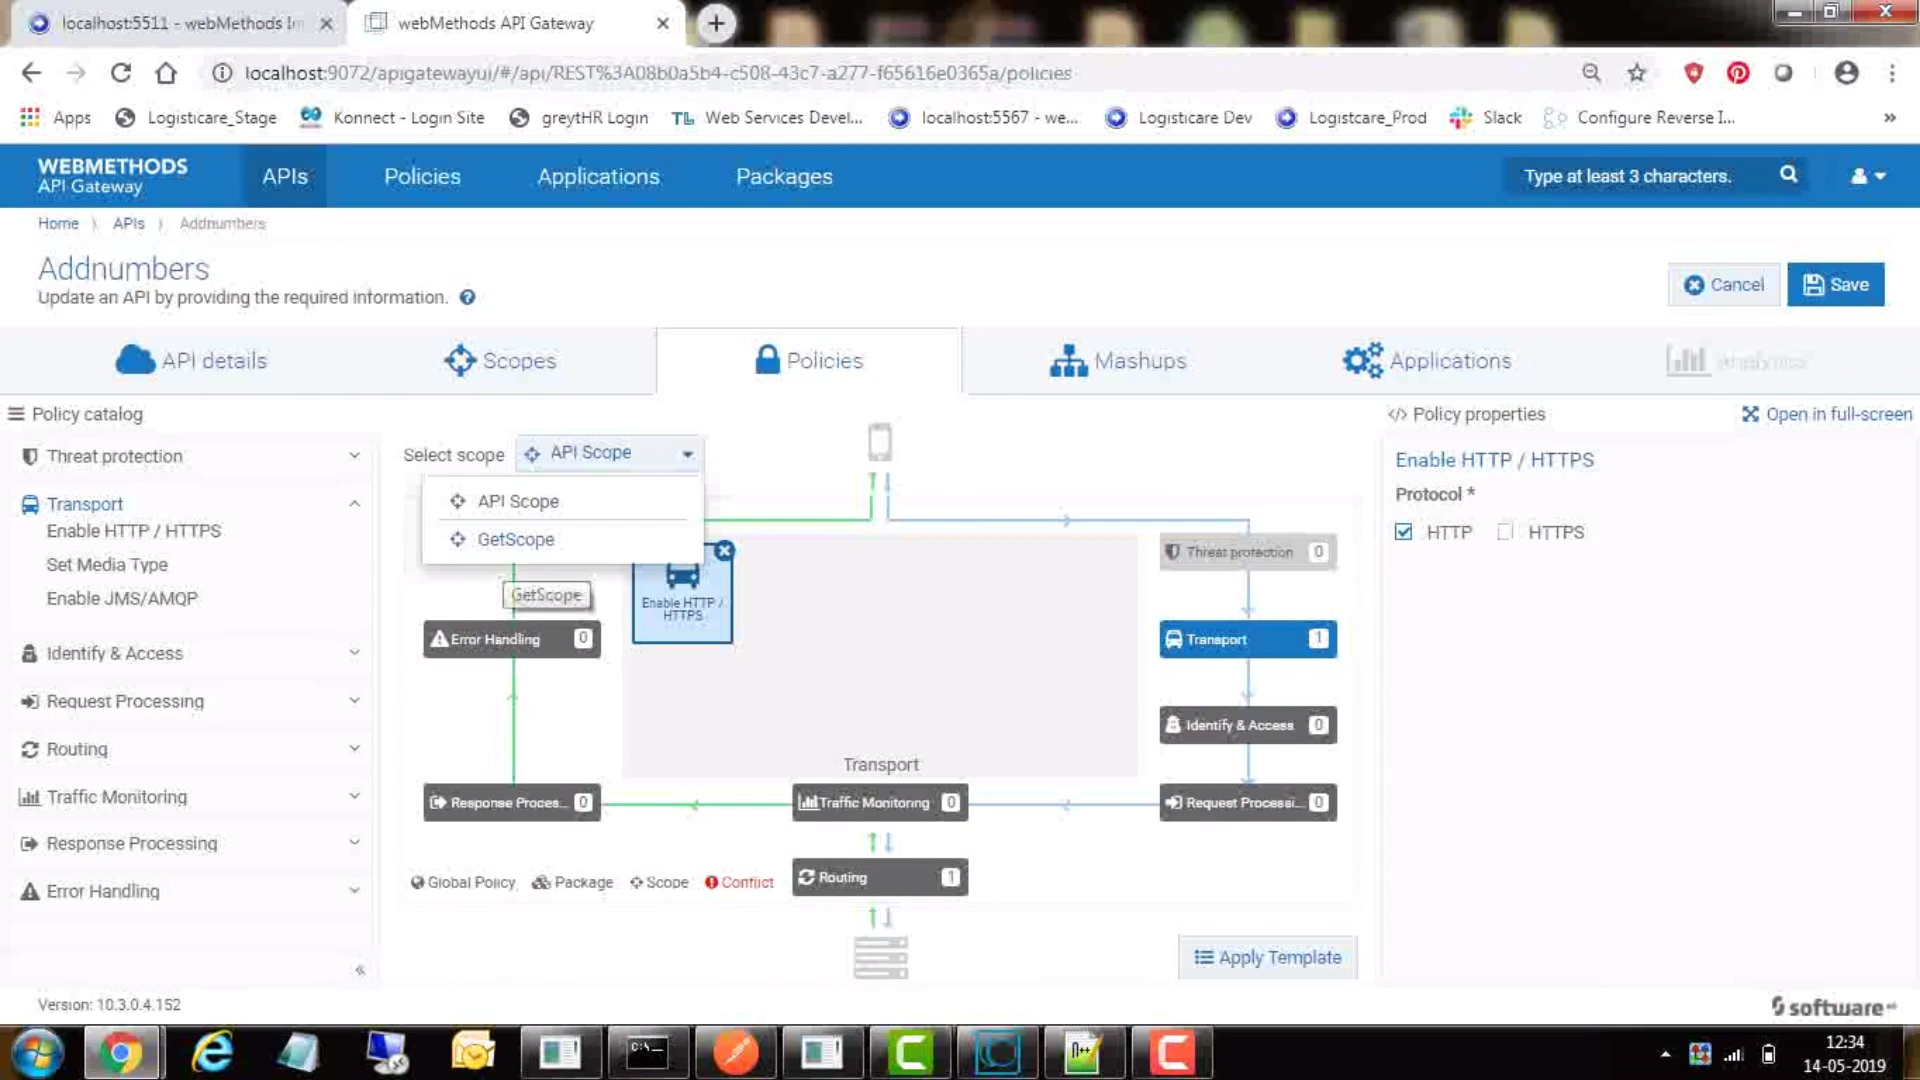 localhost:5511 - webMethods In
webMethods API Gateway
localhost:9072/apigatewayui/#/api/REST%3A08b0a5b4-c508-43c7-a277-f65616e0365a/policies
Apps
Logisticare_Stage
Konnect - Login Site
greytHR Login
TL Web Services Devel...
localhost:5567 - we...
Logisticare Dev
Logistcare_Prod
Slack
Configure Reverse I...
»
WEBMETHODS
API Gateway
APIs
Policies
Applications
Packages
Type at least 3 characters.
Home
APIs
Addnumbers
Addnumbers
Update an API by providing the required information.
Cancel
Save
API details
Scopes
Policies
Mashups
Applications
Analytics
Policy catalog
Threat protection
Transport
Enable HTTP / HTTPS
Set Media Type
Enable JMS/AMQP
Identify & Access
Request Processing
Routing
Traffic Monitoring
Response Processing
Error Handling
«
Select scope
API Scope
API Scope
GetScope
GetScope
Enable HTTP /
HTTPS
Threat protection 0
Error Handling 0
Transport 1
Identify & Access 0
Transport
Response Proces... 0
Traffic Monitoring 0
Request Processi... 0
Routing 1
Global Policy
Package
Scope
Conflict
Apply Template
</> Policy properties
Open in full-screen
Enable HTTP / HTTPS
Protocol *
HTTP
HTTPS
Version: 10.3.0.4.152
software AG
C:\
12:34
14-05-2019